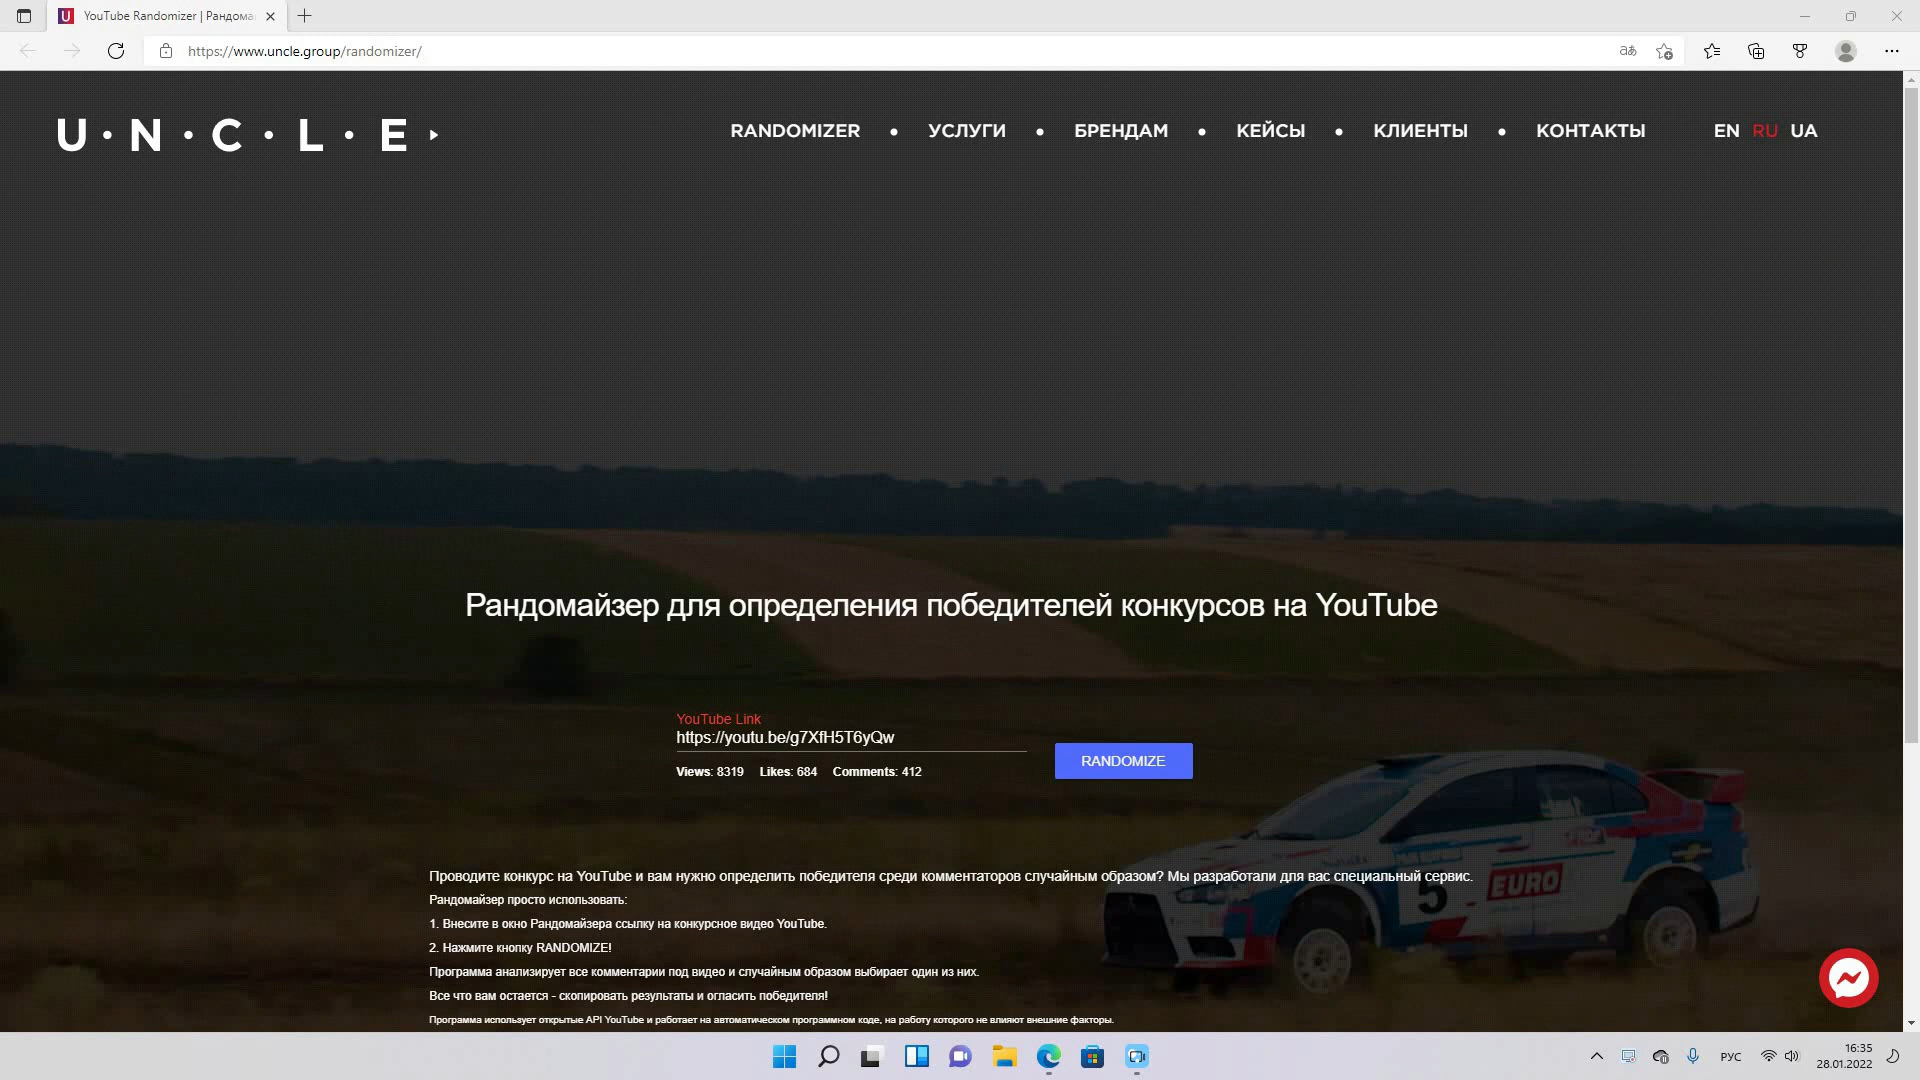 YouTube Randomizer | Рандома
https://www.uncle.group/randomizer/
U·N·C·L·E
RANDOMIZER • УСЛУГИ • БРЕНДАМ • КЕЙСЫ • КЛИЕНТЫ • КОНТАКТЫ EN RU UA
Рандомайзер для определения победителей конкурсов на YouTube
YouTube Link
https://youtu.be/g7XfH5T6yQw
Views: 8319 Likes: 684 Comments: 412
RANDOMIZE
Проводите конкурс на YouTube и вам нужно определить победителя среди комментаторов случайным образом? Мы разработали для вас специальный сервис.
Рандомайзер просто использовать:
1. Внесите в окно Рандомайзера ссылку на конкурсное видео YouTube.
2. Нажмите кнопку RANDOMIZE!
Программа анализирует все комментарии под видео и случайным образом выбирает один из них.
Все что вам остается - скопировать результаты и огласить победителя!
Программа использует открытые API YouTube и работает на автоматическом программном коде, на работу которого не влияют внешние факторы.
5 EURO
РУС
16:35
28.01.2022